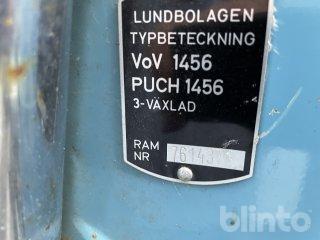 LUNDBOLAGEN
TYPBETECKNING
VoV 1456
PUCH 1456
3-VÄXLAD
RAM
NR
blinto